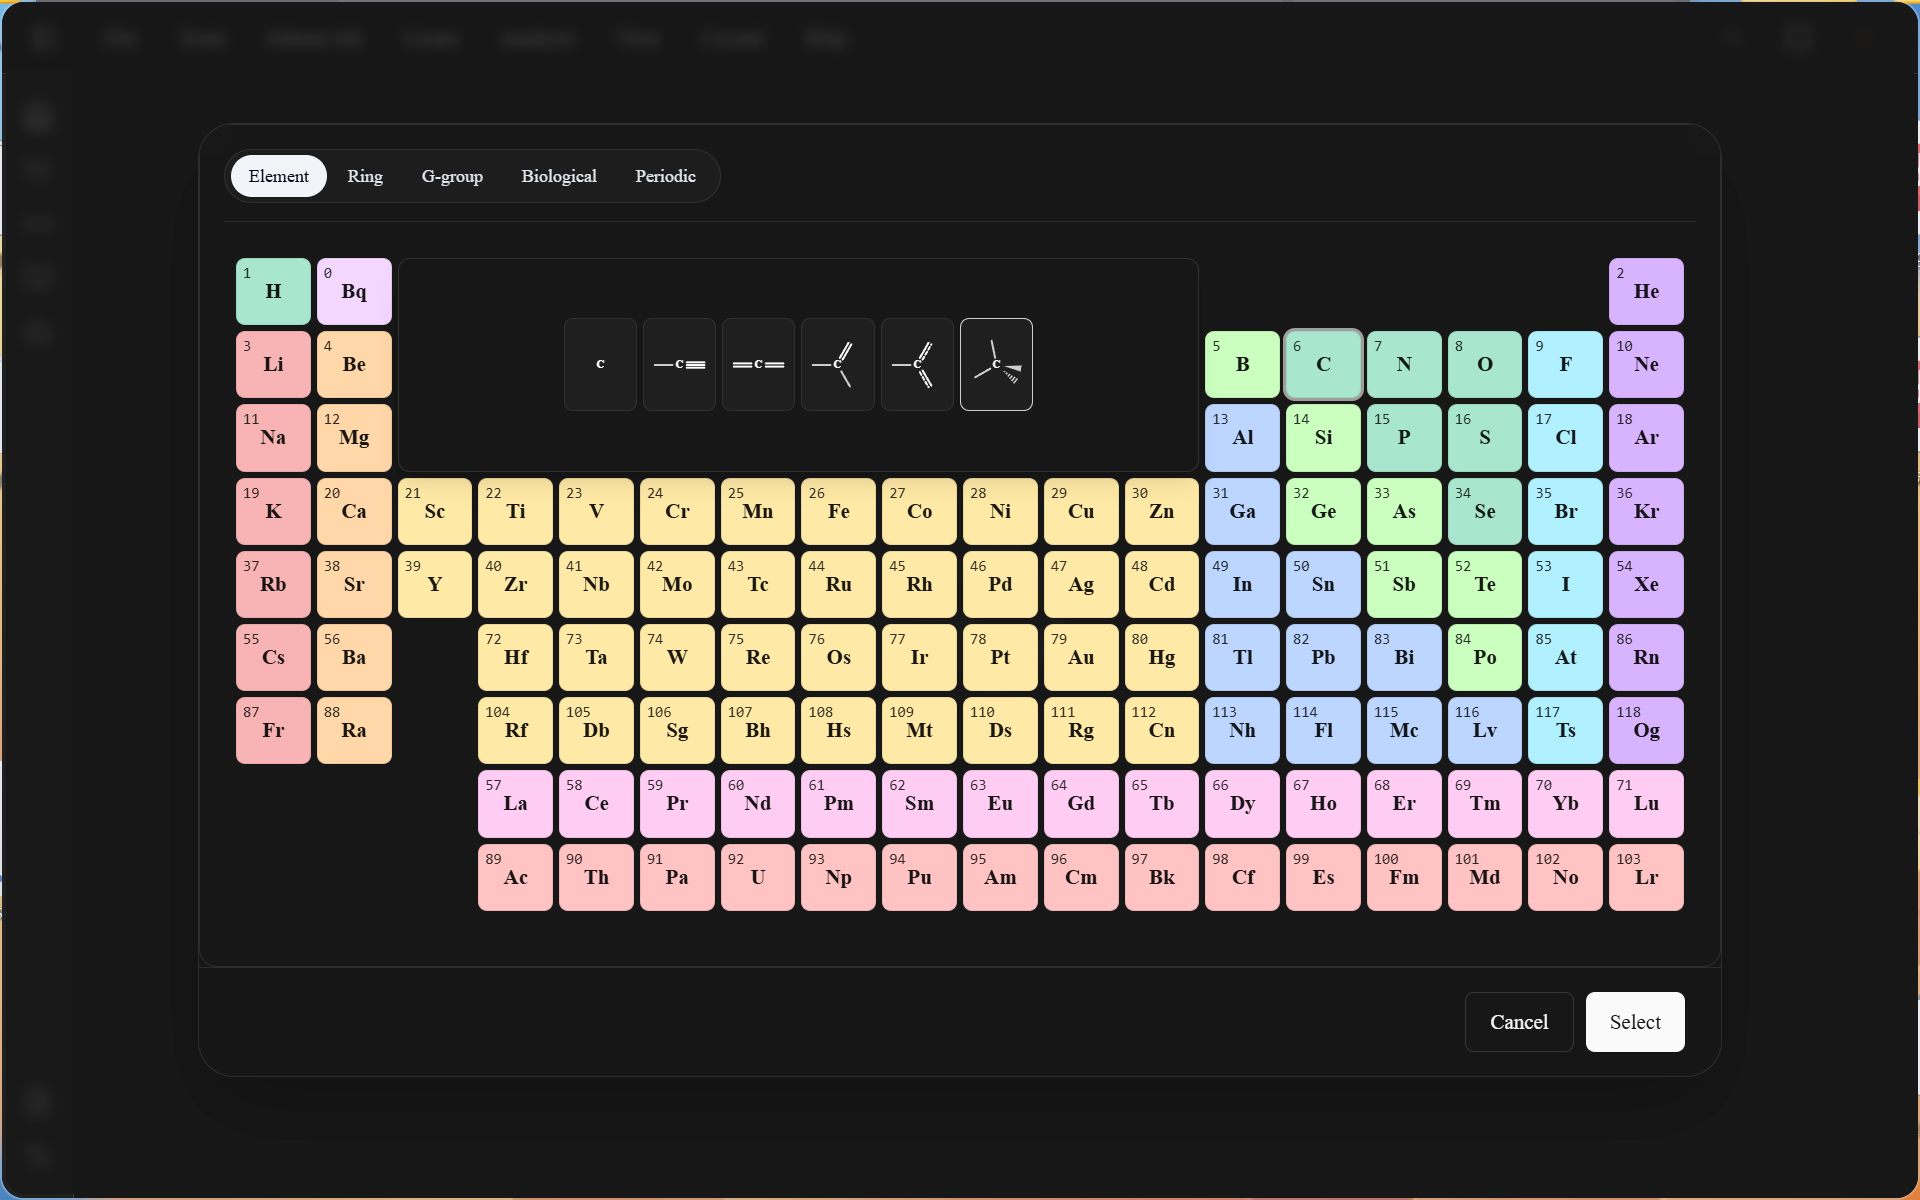 Element Ring G-group Biological Periodic
1 H 0 Bq 2 He
3 Li 4 Be C C C C C C 5 B 6 C 7 N 8 O 9 F 10 Ne
11 Na 12 Mg 13 Al 14 Si 15 P 16 S 17 Cl 18 Ar
19 K 20 Ca 21 Sc 22 Ti 23 V 24 Cr 25 Mn 26 Fe 27 Co 28 Ni 29 Cu 30 Zn 31 Ga 32 Ge 33 As 34 Se 35 Br 36 Kr
37 Rb 38 Sr 39 Y 40 Zr 41 Nb 42 Mo 43 Tc 44 Ru 45 Rh 46 Pd 47 Ag 48 Cd 49 In 50 Sn 51 Sb 52 Te 53 I 54 Xe
55 Cs 56 Ba 72 Hf 73 Ta 74 W 75 Re 76 Os 77 Ir 78 Pt 79 Au 80 Hg 81 Tl 82 Pb 83 Bi 84 Po 85 At 86 Rn
87 Fr 88 Ra 104 Rf 105 Db 106 Sg 107 Bh 108 Hs 109 Mt 110 Ds 111 Rg 112 Cn 113 Nh 114 Fl 115 Mc 116 Lv 117 Ts 118 Og
57 La 58 Ce 59 Pr 60 Nd 61 Pm 62 Sm 63 Eu 64 Gd 65 Tb 66 Dy 67 Ho 68 Er 69 Tm 70 Yb 71 Lu
89 Ac 90 Th 91 Pa 92 U 93 Np 94 Pu 95 Am 96 Cm 97 Bk 98 Cf 99 Es 100 Fm 101 Md 102 No 103 Lr
Cancel Select